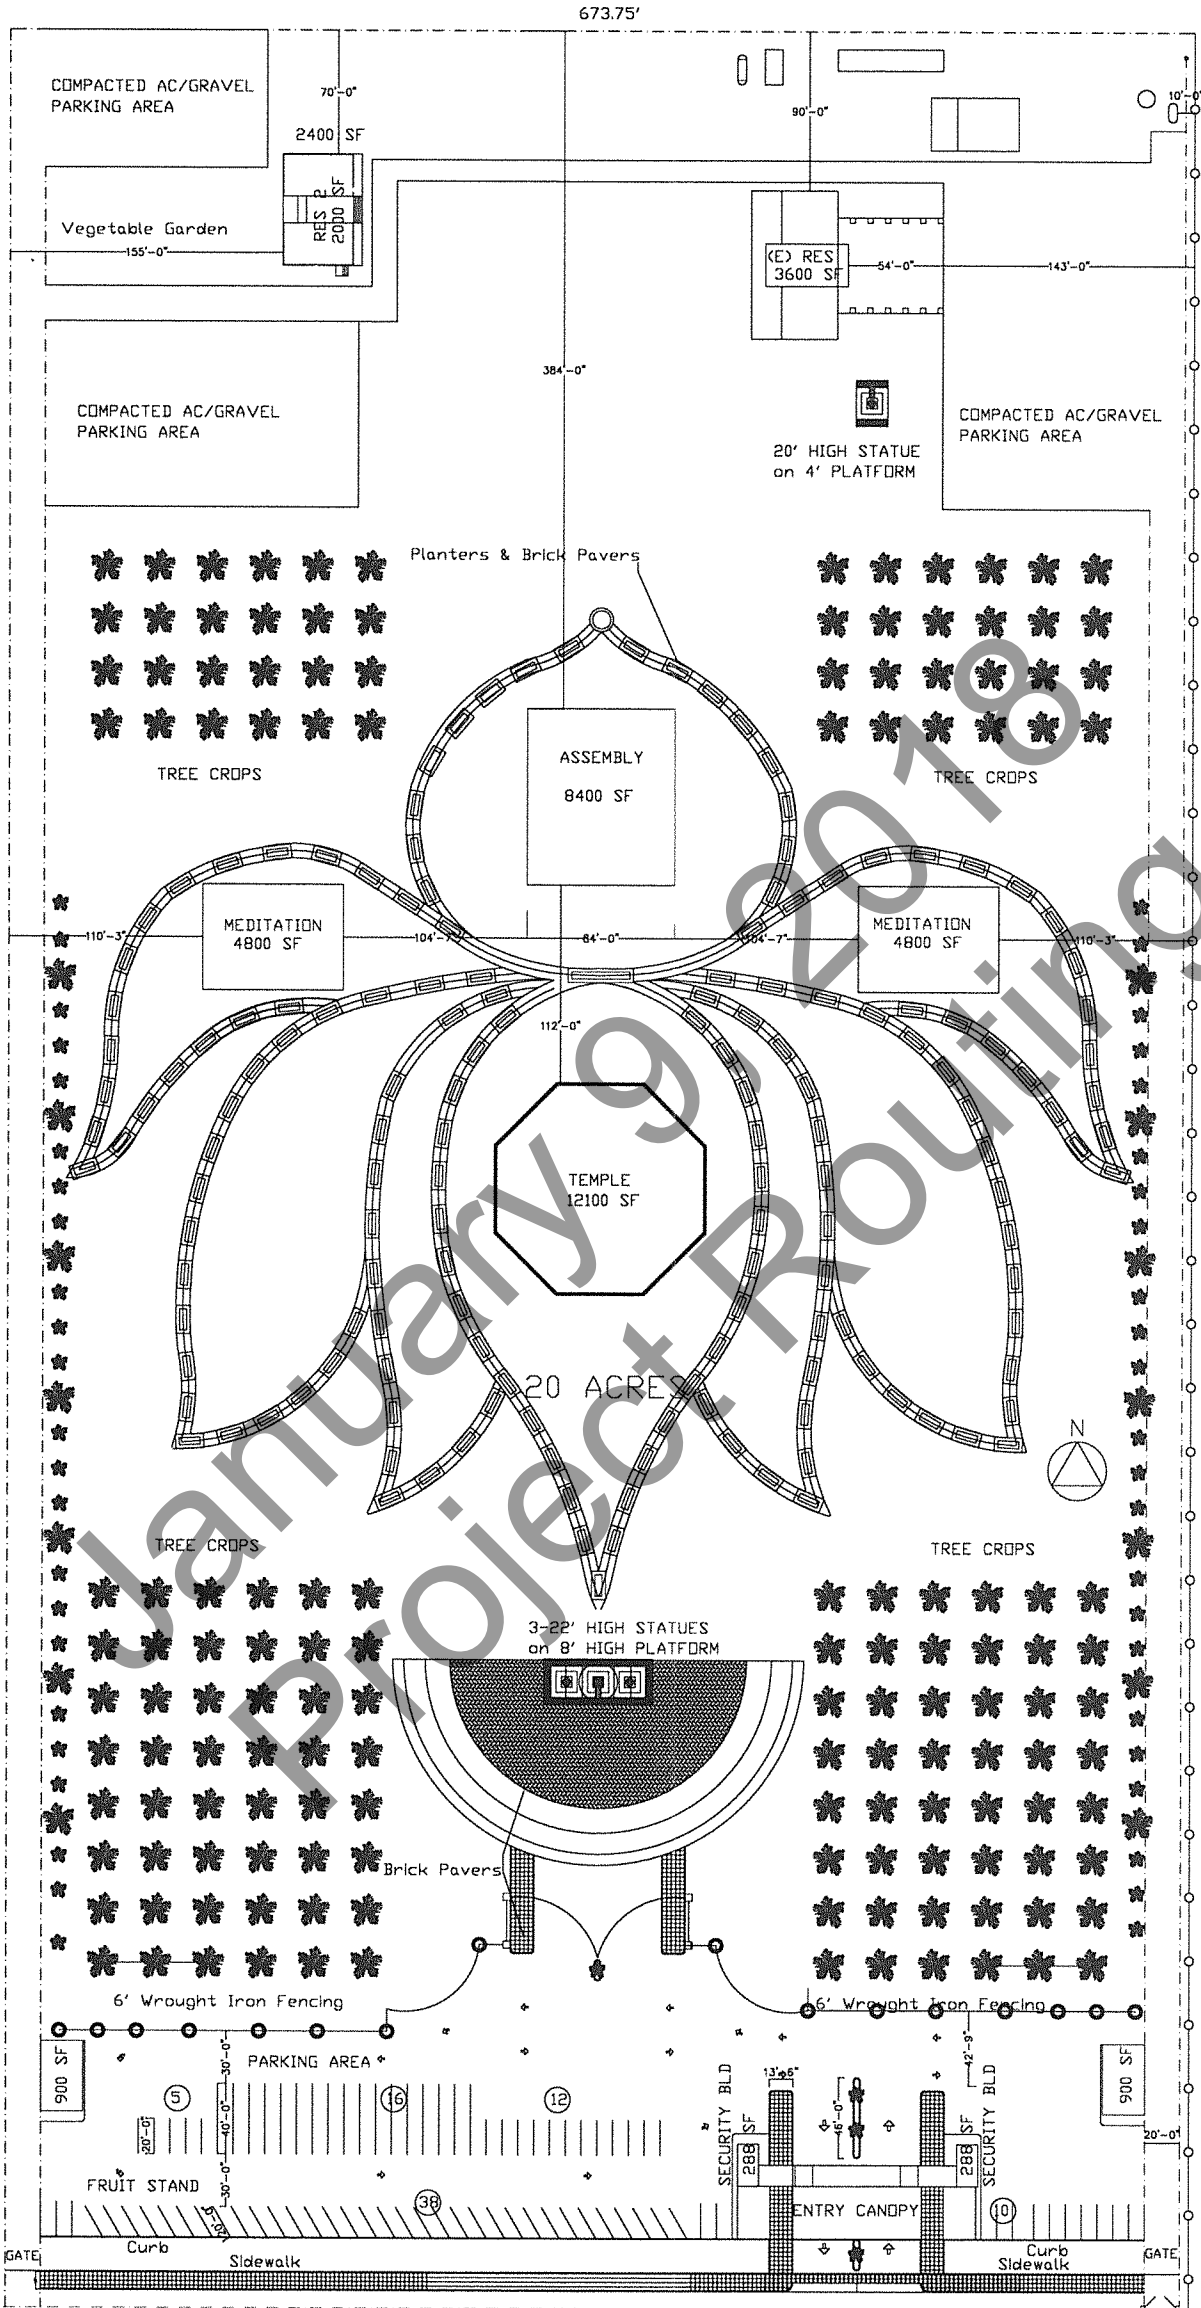 673.75'
COMPACTED AC/GRAVEL
PARKING AREA
70'-0"
2400 SF
90'-0"
10'-0
RES 2
2000 SF
Vegetable Garden
155'-0"
(E) RES
3600 SF
54'-0"
143'-0"
384'-0"
COMPACTED AC/GRAVEL
PARKING AREA
20' HIGH STATUE
on 4' PLATFORM
COMPACTED AC/GRAVEL
PARKING AREA
Planters & Brick Pavers
ASSEMBLY
8400 SF
TREE CROPS
TREE CROPS
MEDITATION
4800 SF
MEDITATION
4800 SF
110'-3"
104'-7"
64'-0"
104'-7"
110'-3"
112'-0"
TEMPLE
12100 SF
20 ACRES
N
TREE CROPS
TREE CROPS
3-22' HIGH STATUES
on 8' HIGH PLATFORM
Brick Pavers
6' Wrought Iron Fencing
6' Wrought Iron Fencing
900 SF
30'-0"
PARKING AREA
42'-9"
900 SF
5
16
12
13'-6"
46'-0"
20'-0"
40'-0"
SECURITY BLD
288 SF
288 SF
SECURITY BLD
20'-0"
FRUIT STAND
30'-0"
38
ENTRY CANOPY
10
GATE
Curb
Sidewalk
Curb
Sidewalk
GATE
January 9, 2018
Project Routing